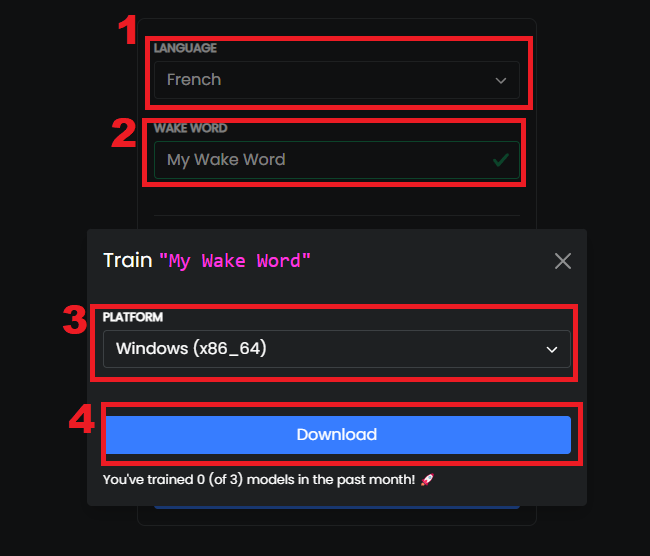 1
LANGUAGE
French
2
WAKE WORD
My Wake Word
Train "My Wake Word"
3
PLATFORM
Windows (x86_64)
4
Download
You've trained 0 (of 3) models in the past month! 🚀